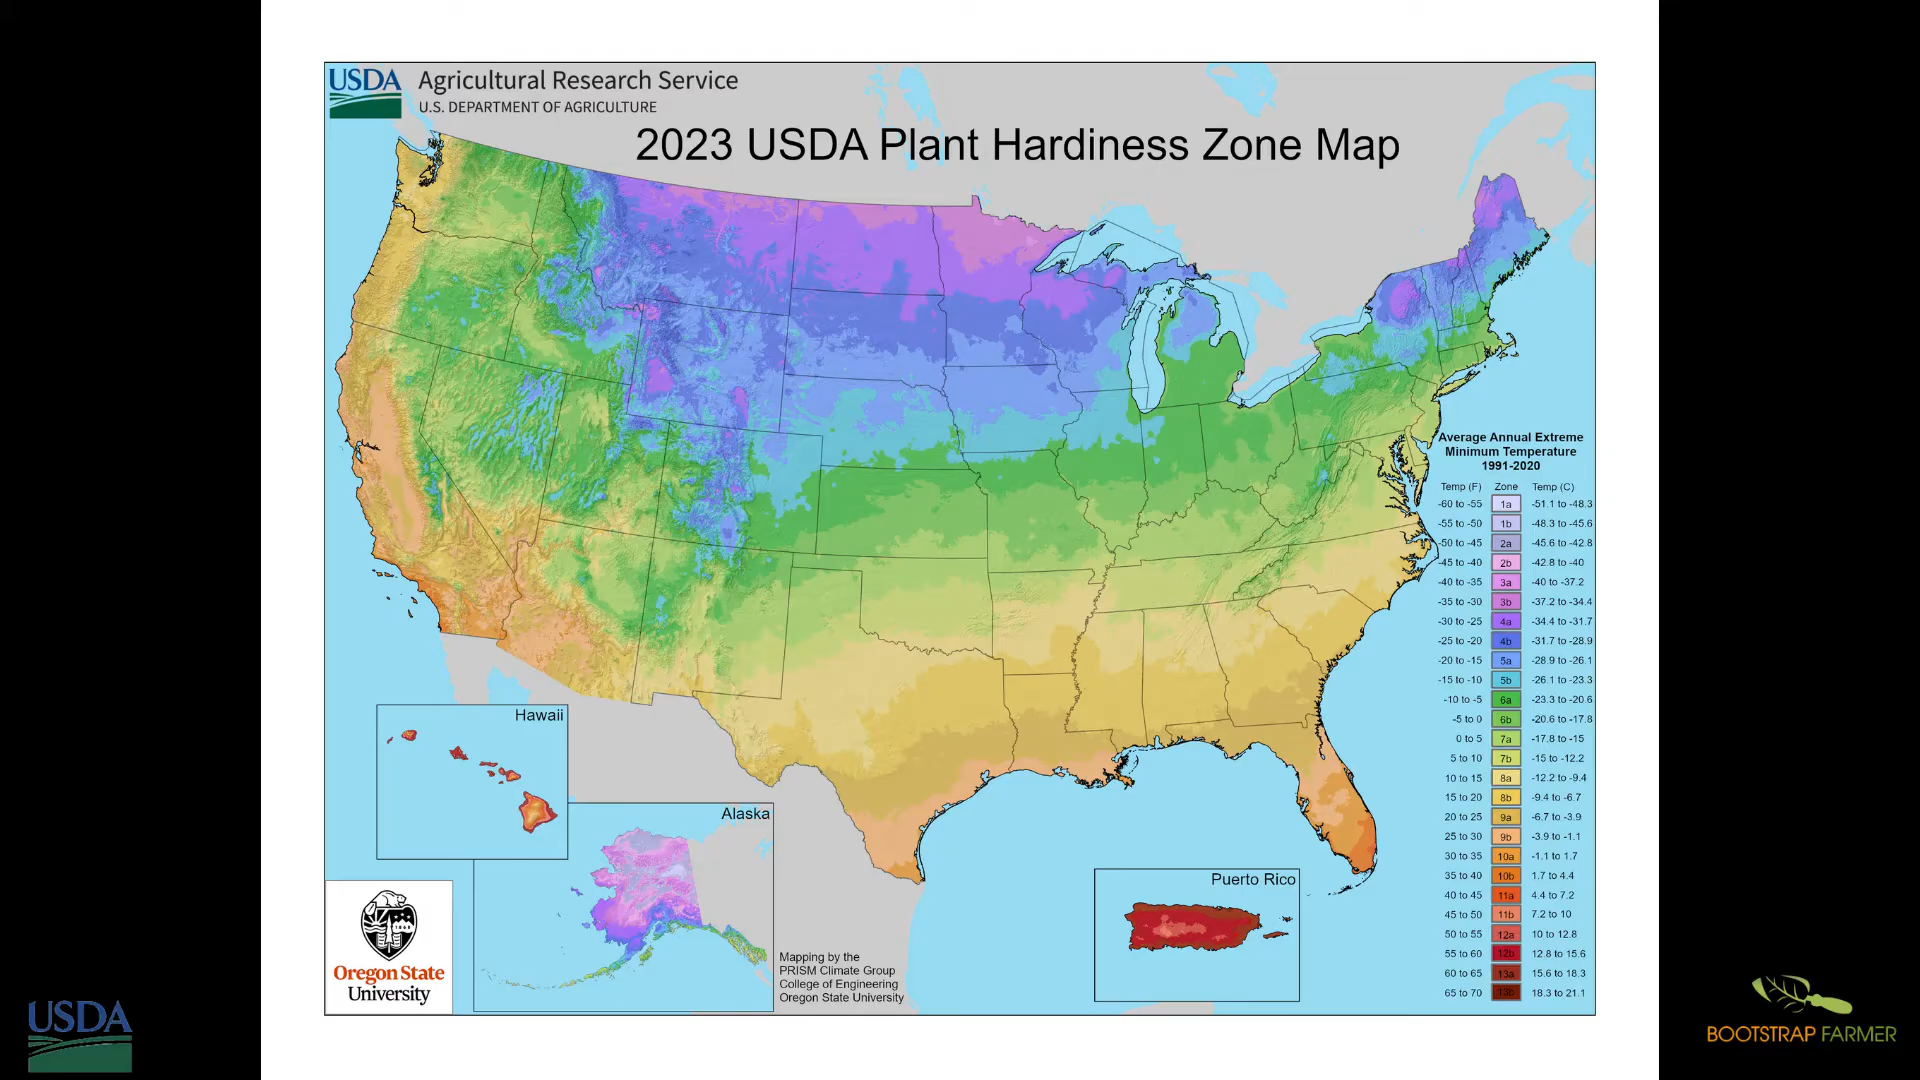 USDA Agricultural Research Service
U.S. DEPARTMENT OF AGRICULTURE
2023 USDA Plant Hardiness Zone Map
Average Annual Extreme
Minimum Temperature
1991-2020
Temp (F) Zone Temp (C)
-60 to -55 1a -51.1 to -48.3
-55 to -50 1b -48.3 to -45.6
-50 to -45 2a -45.6 to -42.8
-45 to -40 2b -42.8 to -40
-40 to -35 3a -40 to -37.2
-35 to -30 3b -37.2 to -34.4
-30 to -25 4a -34.4 to -31.7
-25 to -20 4b -31.7 to -28.9
-20 to -15 5a -28.9 to -26.1
-15 to -10 5b -26.1 to -23.3
-10 to -5 6a -23.3 to -20.6
-5 to 0 6b -20.6 to -17.8
0 to 5 7a -17.8 to -15
5 to 10 7b -15 to -12.2
10 to 15 8a -12.2 to -9.4
15 to 20 8b -9.4 to -6.7
20 to 25 9a -6.7 to -3.9
25 to 30 9b -3.9 to -1.1
30 to 35 10a -1.1 to 1.7
35 to 40 10b 1.7 to 4.4
40 to 45 11a 4.4 to 7.2
45 to 50 11b 7.2 to 10
50 to 55 12a 10 to 12.8
55 to 60 12b 12.8 to 15.6
60 to 65 13a 15.6 to 18.3
65 to 70 13b 18.3 to 21.1
Hawaii
Alaska
Puerto Rico
Mapping by the
PRISM Climate Group
College of Engineering
Oregon State University
Oregon State
University
USDA
BOOTSTRAP FARMER